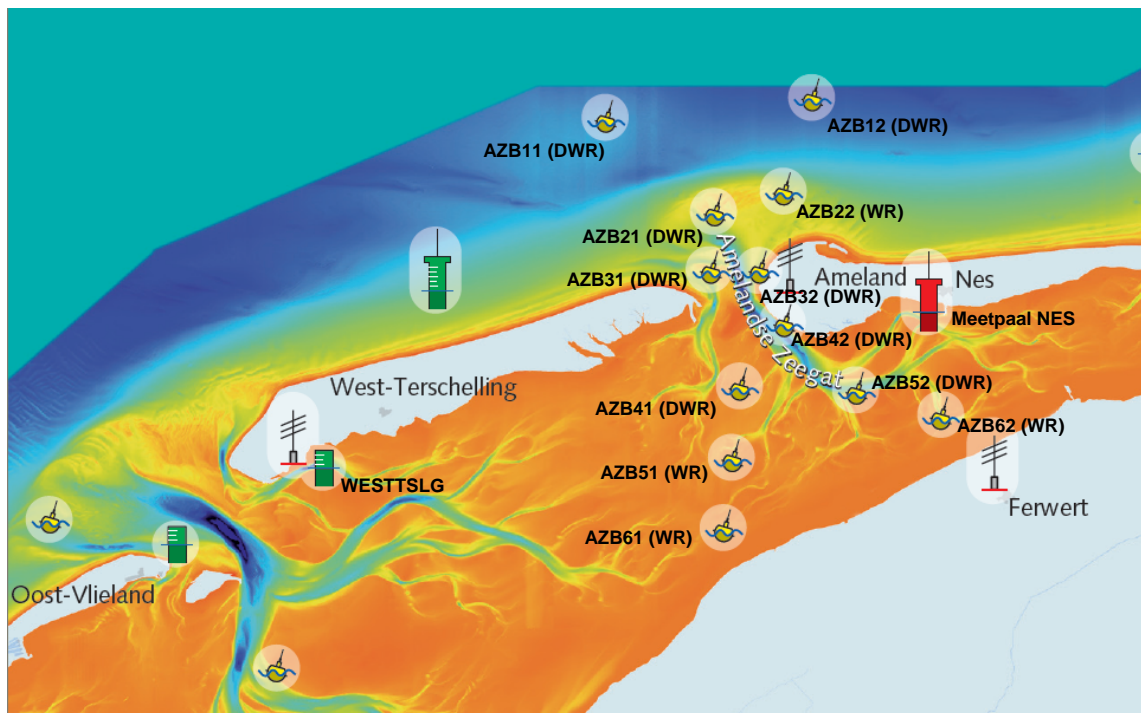 AZB12 (DWR)
AZB11 (DWR)
AZB22 (WR)
AZB21 (DWR)
AZB31 (DWR)
Amelandse Zeegat
Ameland
Nes
AZB32 (DWR)
Meetpaal NES
AZB42 (DWR)
West-Terschelling
AZB52 (DWR)
AZB41 (DWR)
AZB62 (WR)
AZB51 (WR)
WESTTSLG
Ferwert
AZB61 (WR)
Oost-Vlieland